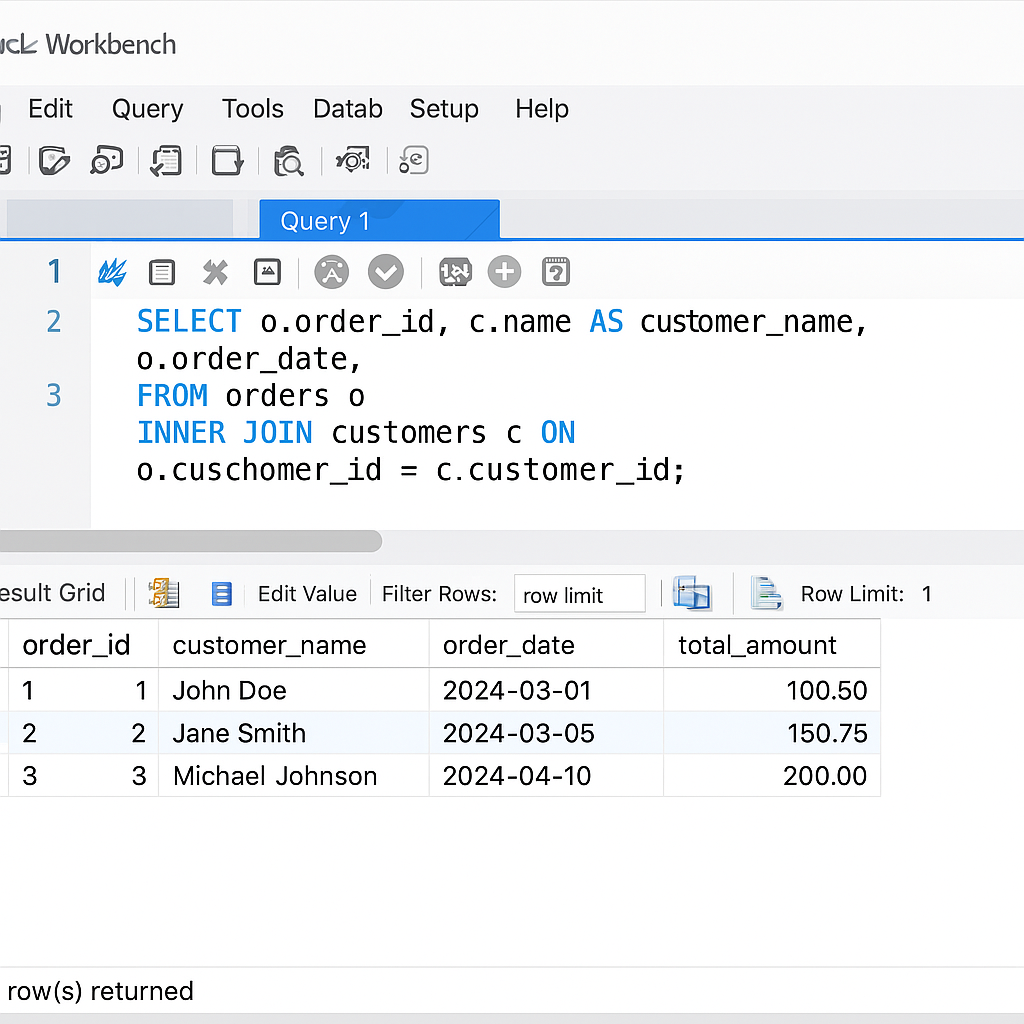 Workbench
Edit Query Tools Datab Setup Help
Query 1
1
2 SELECT o.order_id, c.name AS customer_name,
o.order_date,
3 FROM orders o
INNER JOIN customers c ON
o.cuschomer_id = c.customer_id;
esult Grid Edit Value Filter Rows: row limit Row Limit: 1
order_id customer_name order_date total_amount
1 1 John Doe 2024-03-01 100.50
2 2 Jane Smith 2024-03-05 150.75
3 3 Michael Johnson 2024-04-10 200.00
row(s) returned